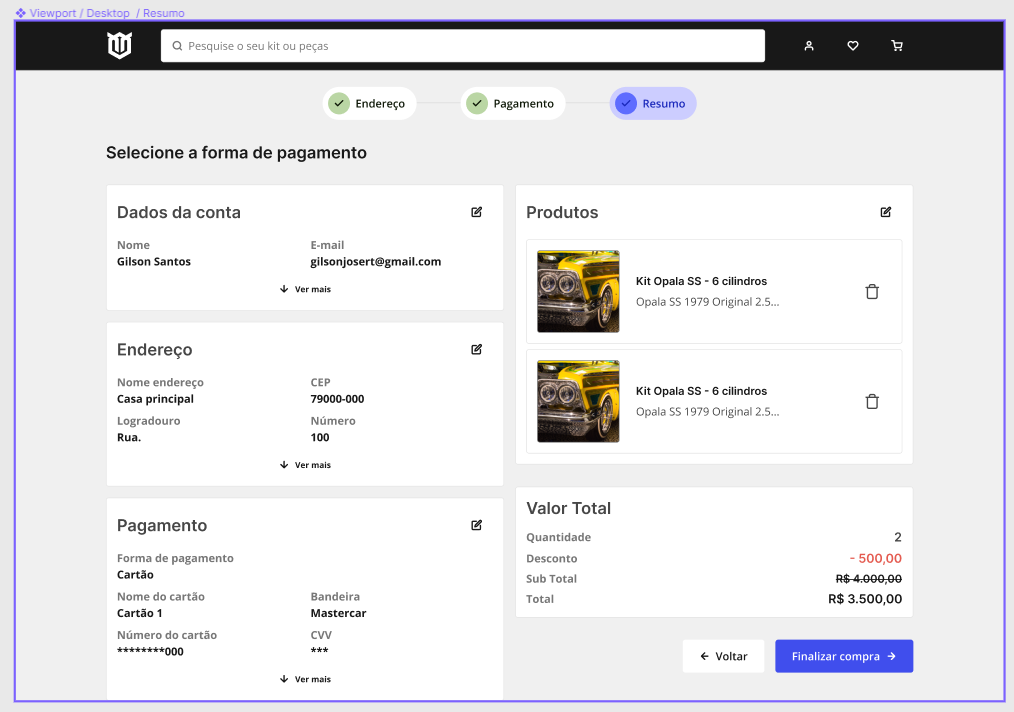 Viewport / Desktop / Resumo
Pesquise o seu kit ou peças
Endereço
Pagamento
Resumo
Selecione a forma de pagamento
Dados da conta
Nome
E-mail
Gilson Santos
gilsonjosert@gmail.com
Ver mais
Endereço
Nome endereço
CEP
Casa principal
79000-000
Logradouro
Número
Rua.
100
Ver mais
Pagamento
Forma de pagamento
Cartão
Nome do cartão
Bandeira
Cartão 1
Mastercar
Número do cartão
CVV
********000
***
Ver mais
Produtos
Kit Opala SS - 6 cilindros
Opala SS 1979 Original 2.5...
Kit Opala SS - 6 cilindros
Opala SS 1979 Original 2.5...
Valor Total
Quantidade 2
Desconto - 500,00
Sub Total R$ 4.000,00
Total R$ 3.500,00
Voltar
Finalizar compra